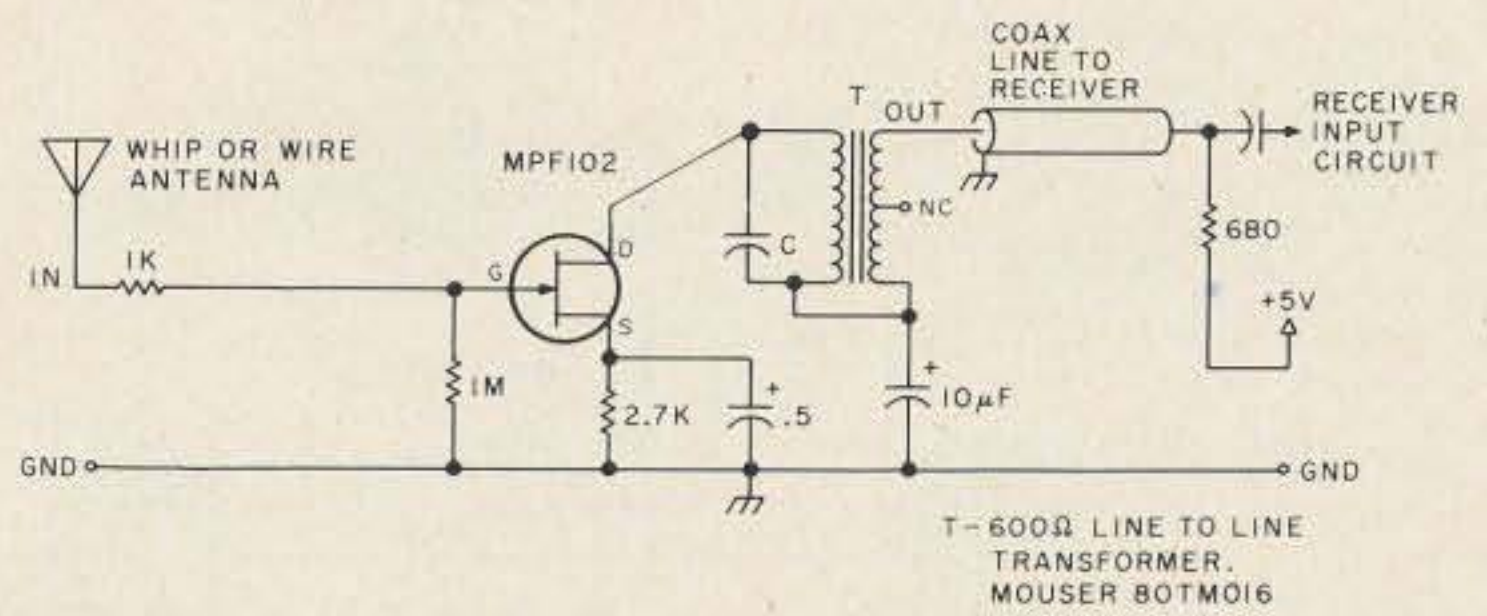 COAX
LINE TO
RECEIVER
T
OUT
RECEIVER
INPUT
CIRCUIT
WHIP OR WIRE
ANTENNA
MPF102
D
NC
C
680
IN
1K
G
+5V
S
1M
2.7K
+
.5
+
10µF
GND
GND
T-600Ω LINE TO LINE
TRANSFORMER.
MOUSER 80TM016